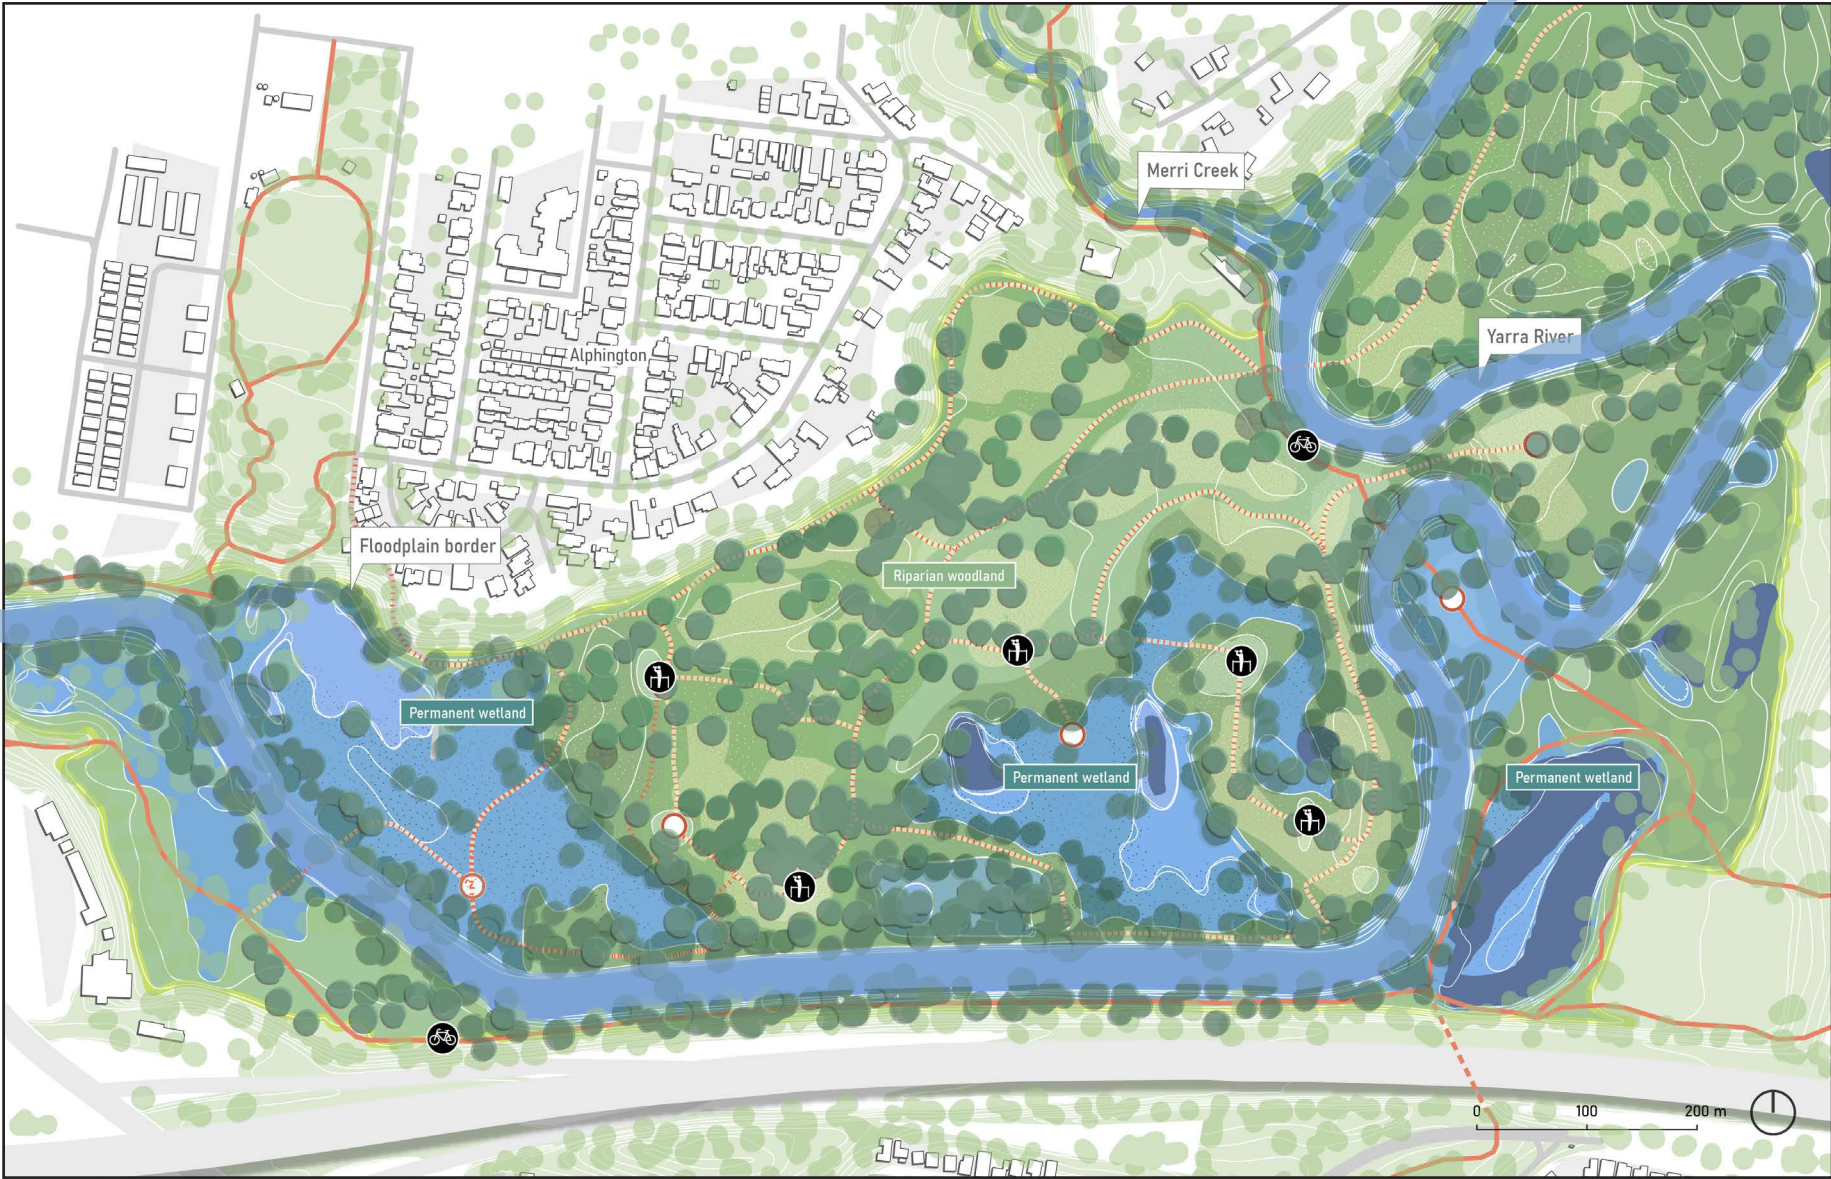 Merri Creek
Yarra River
Alphington
Floodplain border
Riparian woodland
Permanent wetland
Permanent wetland
Permanent wetland
0 100 200 m